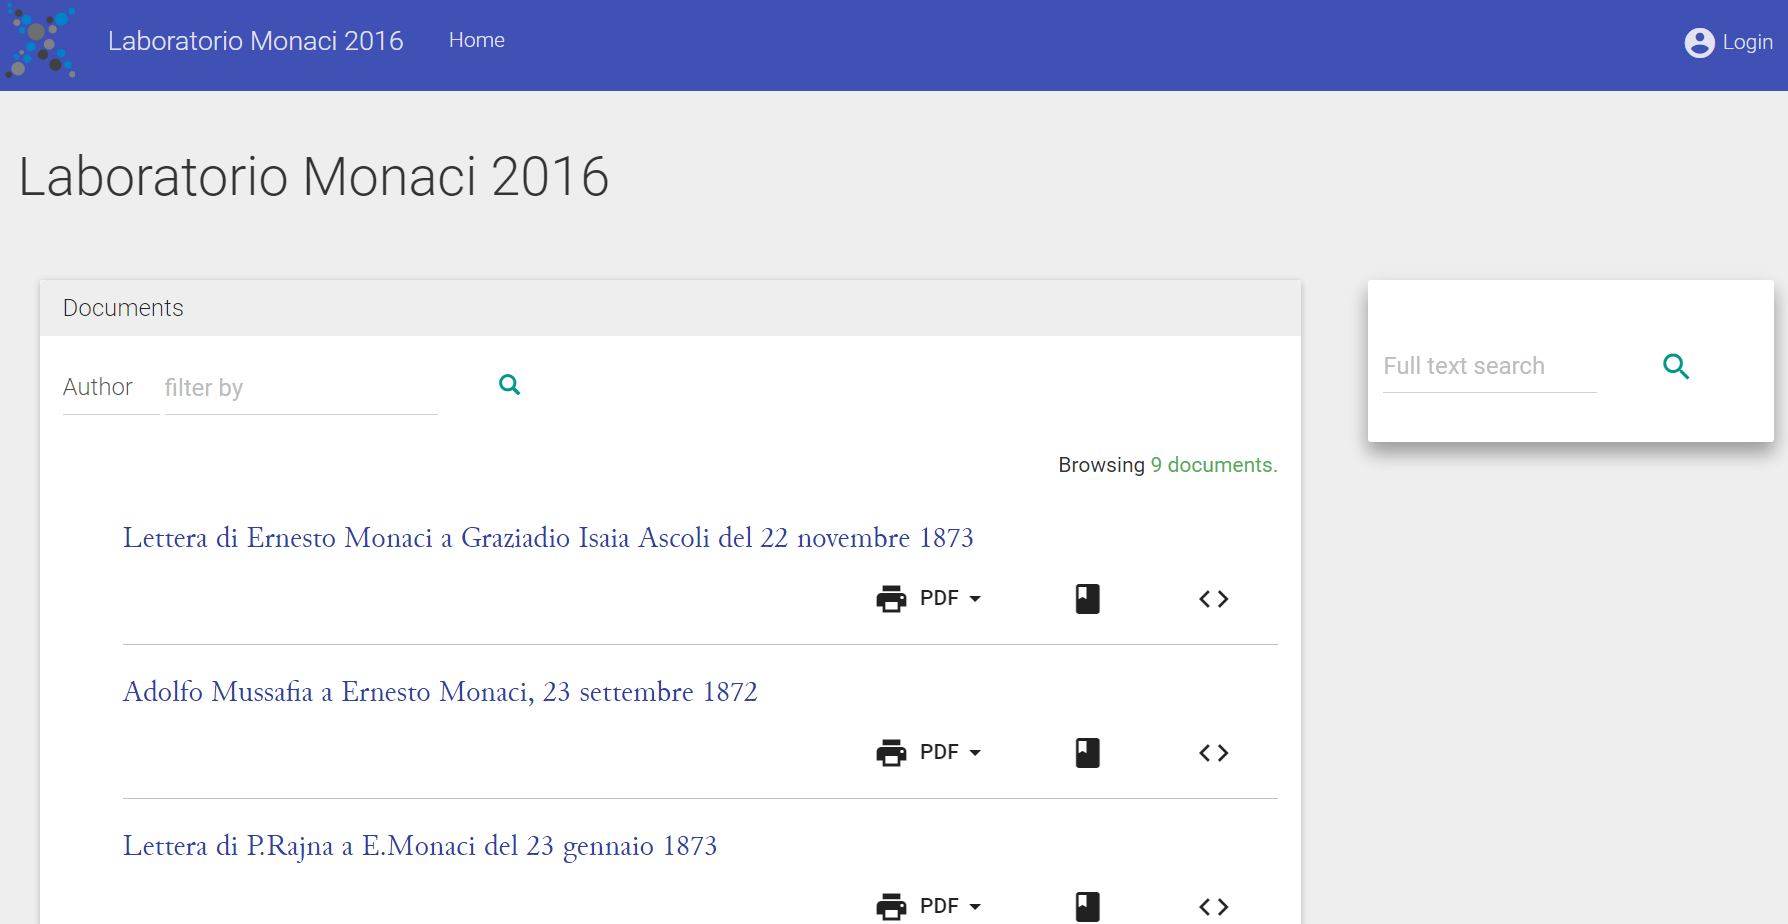 Laboratorio Monaci 2016
Home
Login
Laboratorio Monaci 2016
Documents
Author
filter by
Full text search
Browsing 9 documents.
Lettera di Ernesto Monaci a Graziadio Isaia Ascoli del 22 novembre 1873
PDF
Adolfo Mussafia a Ernesto Monaci, 23 settembre 1872
PDF
Lettera di P.Rajna a E.Monaci del 23 gennaio 1873
PDF